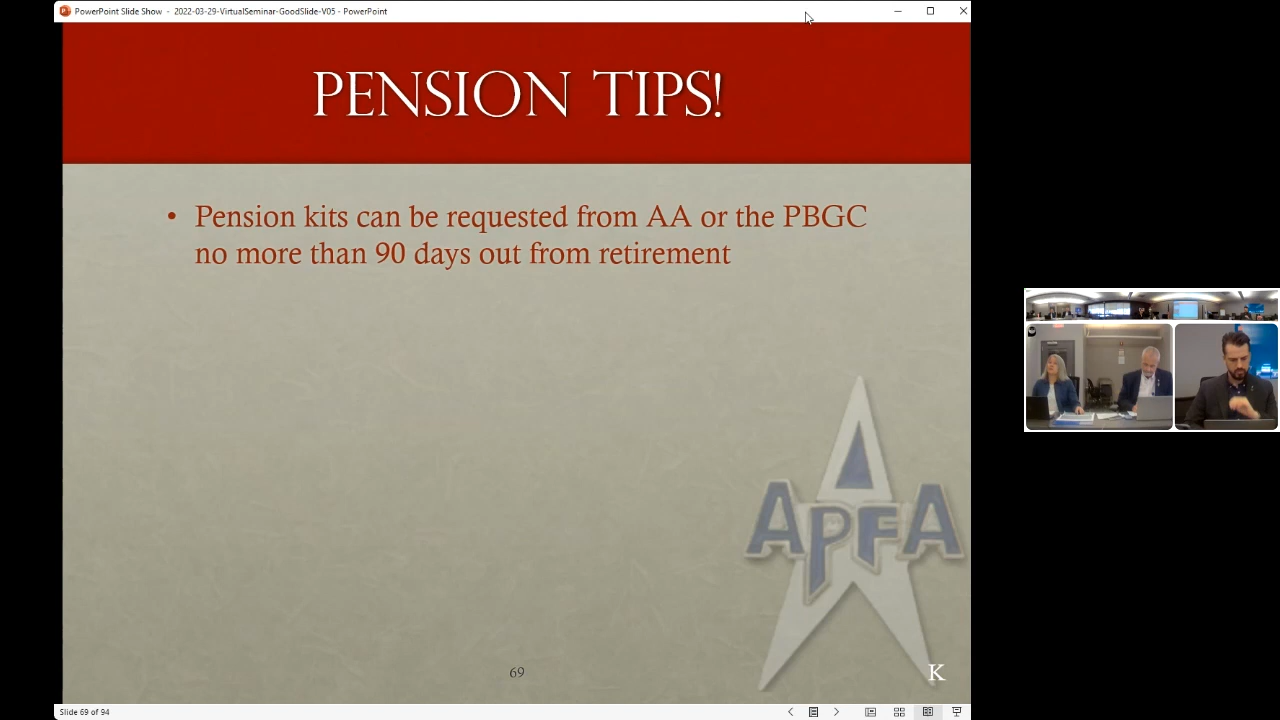 PowerPoint Slide Show - 2022-03-29-VirtualSeminar-GoodSlide-V05 - PowerPoint
PENSION TIPS!
• Pension kits can be requested from AA or the PBGC
no more than 90 days out from retirement
APFA
69
K
Slide 69 of 94